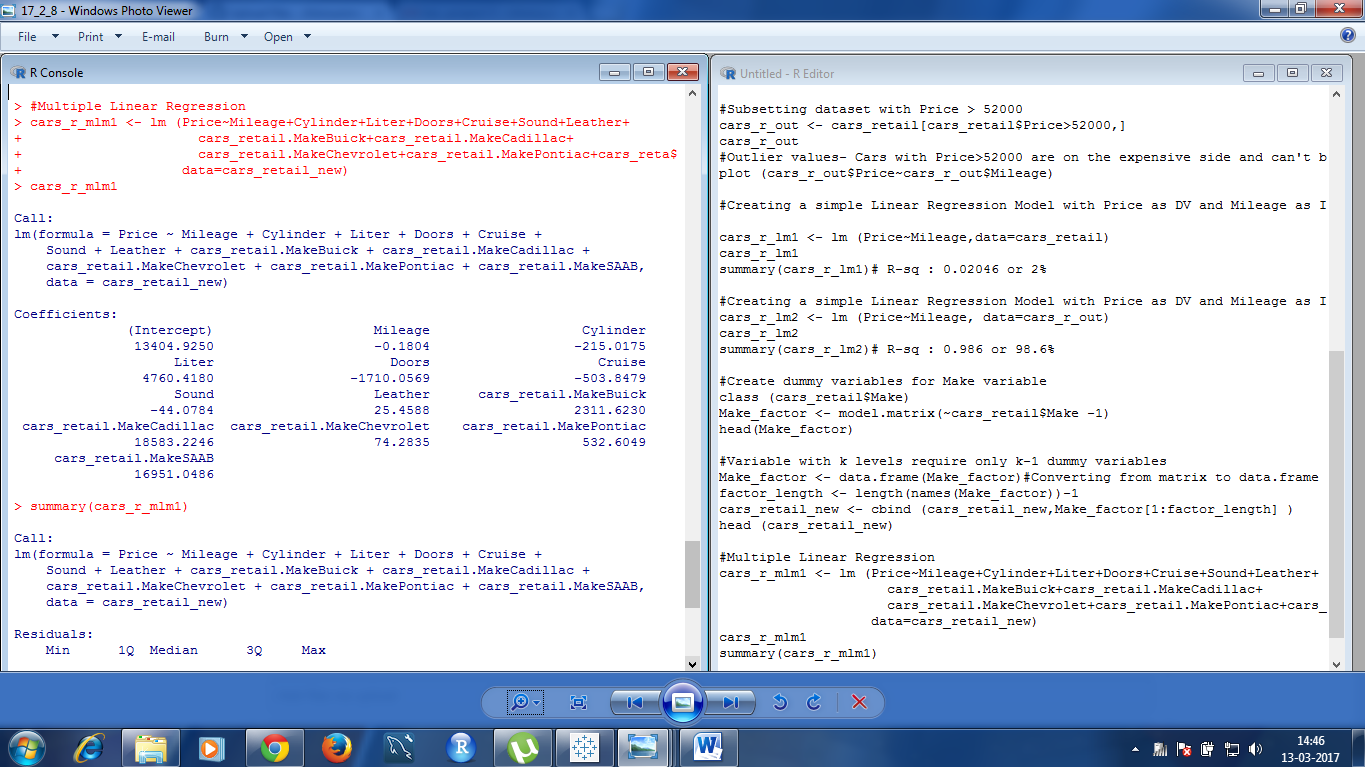 17_2_8 - Windows Photo Viewer
File Print E-mail Burn Open
R Console
> #Multiple Linear Regression
> cars_r_mlm1 <- lm (Price~Mileage+Cylinder+Liter+Doors+Cruise+Sound+Leather+
+ cars_retail.MakeBuick+cars_retail.MakeCadillac+
+ cars_retail.MakeChevrolet+cars_retail.MakePontiac+cars_reta$
+ data=cars_retail_new)
> cars_r_mlm1
Call:
lm(formula = Price ~ Mileage + Cylinder + Liter + Doors + Cruise +
Sound + Leather + cars_retail.MakeBuick + cars_retail.MakeCadillac +
cars_retail.MakeChevrolet + cars_retail.MakePontiac + cars_retail.MakeSAAB,
data = cars_retail_new)
Coefficients:
(Intercept) Mileage Cylinder
13404.9250 -0.1804 -215.0175
Liter Doors Cruise
4760.4180 -1710.0569 -503.8479
Sound Leather cars_retail.MakeBuick
-44.0784 25.4588 2311.6230
cars_retail.MakeCadillac cars_retail.MakeChevrolet cars_retail.MakePontiac
18583.2246 74.2835 532.6049
cars_retail.MakeSAAB
16951.0486
> summary(cars_r_mlm1)
Call:
lm(formula = Price ~ Mileage + Cylinder + Liter + Doors + Cruise +
Sound + Leather + cars_retail.MakeBuick + cars_retail.MakeCadillac +
cars_retail.MakeChevrolet + cars_retail.MakePontiac + cars_retail.MakeSAAB,
data = cars_retail_new)
Residuals:
Min 1Q Median 3Q Max
Untitled - R Editor
#Subsetting dataset with Price > 52000
cars_r_out <- cars_retail[cars_retail$Price>52000,]
cars_r_out
#Outlier values- Cars with Price>52000 are on the expensive side and can't b
plot (cars_r_out$Price~cars_r_out$Mileage)
#Creating a simple Linear Regression Model with Price as DV and Mileage as I
cars_r_lm1 <- lm (Price~Mileage,data=cars_retail)
cars_r_lm1
summary(cars_r_lm1)# R-sq : 0.02046 or 2%
#Creating a simple Linear Regression Model with Price as DV and Mileage as I
cars_r_lm2 <- lm (Price~Mileage, data=cars_r_out)
cars_r_lm2
summary(cars_r_lm2)# R-sq : 0.986 or 98.6%
#Create dummy variables for Make variable
class (cars_retail$Make)
Make_factor <- model.matrix(~cars_retail$Make -1)
head(Make_factor)
#Variable with k levels require only k-1 dummy variables
Make_factor <- data.frame(Make_factor)#Converting from matrix to data.frame
factor_length <- length(names(Make_factor))-1
cars_retail_new <- cbind (cars_retail_new,Make_factor[1:factor_length] )
head (cars_retail_new)
#Multiple Linear Regression
cars_r_mlm1 <- lm (Price~Mileage+Cylinder+Liter+Doors+Cruise+Sound+Leather+
cars_retail.MakeBuick+cars_retail.MakeCadillac+
cars_retail.MakeChevrolet+cars_retail.MakePontiac+cars_
data=cars_retail_new)
cars_r_mlm1
summary(cars_r_mlm1)
14:46
13-03-2017